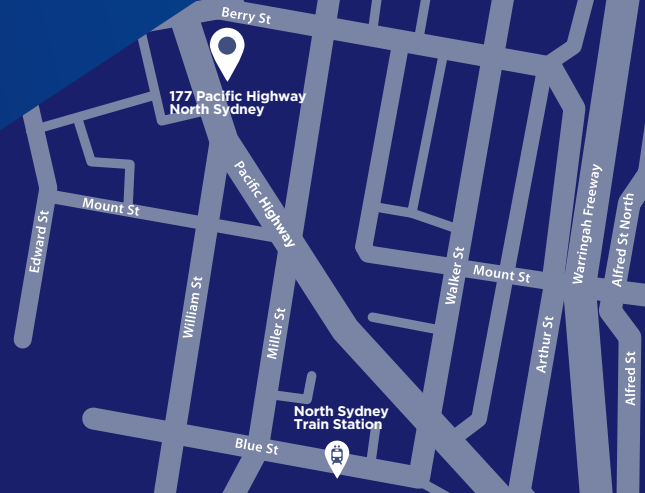 Berry St
177 Pacific Highway
North Sydney
Pacific Highway
Warringah Freeway
Alfred St North
Mount St
Edward St
Walker St
Mount St
William St
Miller St
Arthur St
Alfred St
North Sydney
Train Station
Blue St